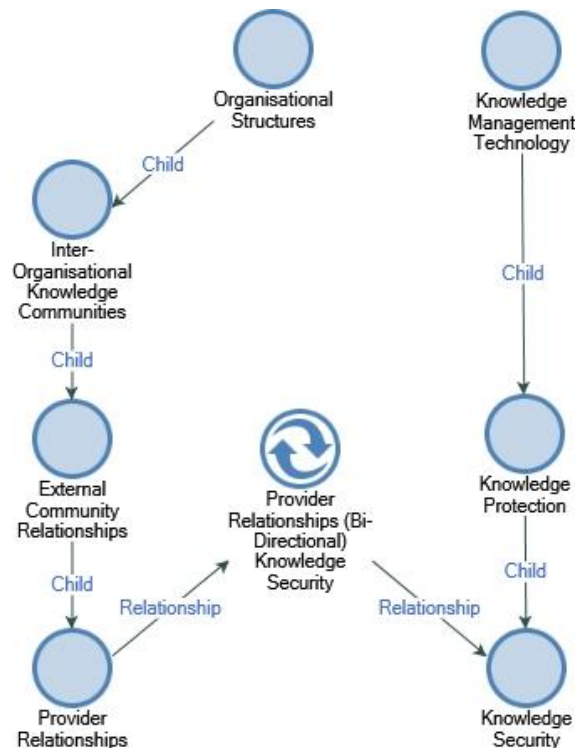 Organisational
Structures
Knowledge
Management
Technology
Child
Inter-
Organisational
Knowledge
Communities
Child
Child
External
Community
Relationships
Provider
Relationships (Bi-
Directional)
Knowledge
Security
Knowledge
Protection
Child
Relationship
Relationship
Child
Provider
Relationships
Knowledge
Security